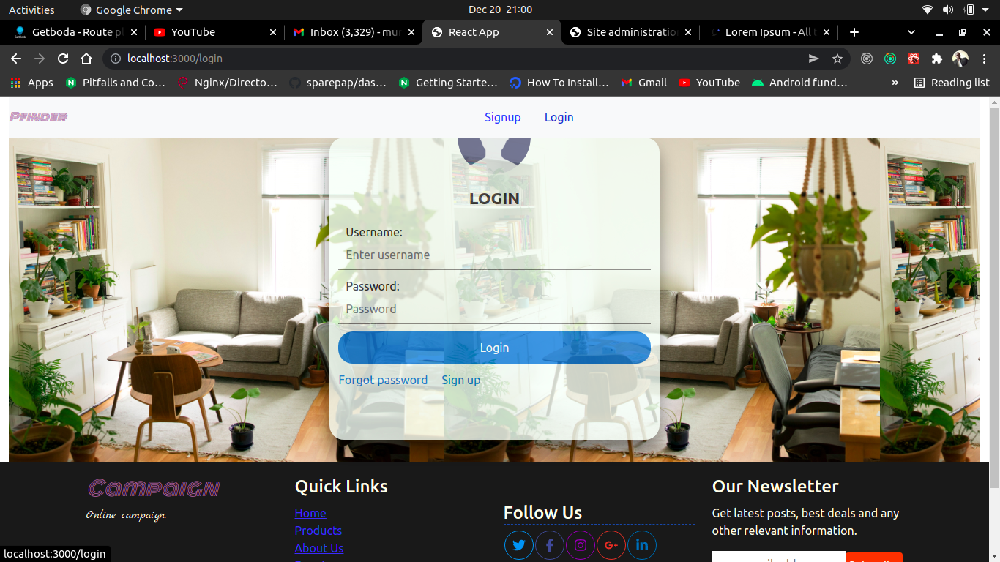 Activities
Google Chrome
Dec 20 21:00
Getboda - Route p
YouTube
Inbox (3,329) - mu
React App
Site administratio
Lorem Ipsum - All
localhost:3000/login
Apps
Pitfalls and Co…
Nginx/Directo…
sparepap/das…
Getting Starte…
How To Install…
Gmail
YouTube
Android fund…
»
Reading list
Pfinder
Signup
Login
LOGIN
Username:
Enter username
Password:
Password
Login
Forgot password
Sign up
Campaign
Online campaign.
Quick Links
Home
Products
About Us
Follow Us
Our Newsletter
Get latest posts, best deals and any
other relevant information.
localhost:3000/login